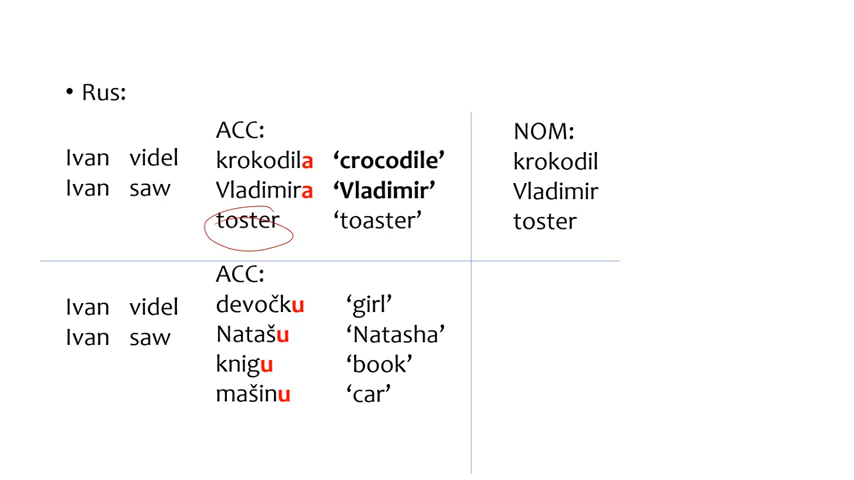 • Rus:
ACC:
Ivan videl krokodila ‘crocodile’
Ivan saw Vladimira ‘Vladimir’
toster ‘toaster’
NOM:
krokodil
Vladimir
toster
ACC:
Ivan videl devočku ‘girl’
Ivan saw Natašu ‘Natasha’
knigu ‘book’
mašinu ‘car’